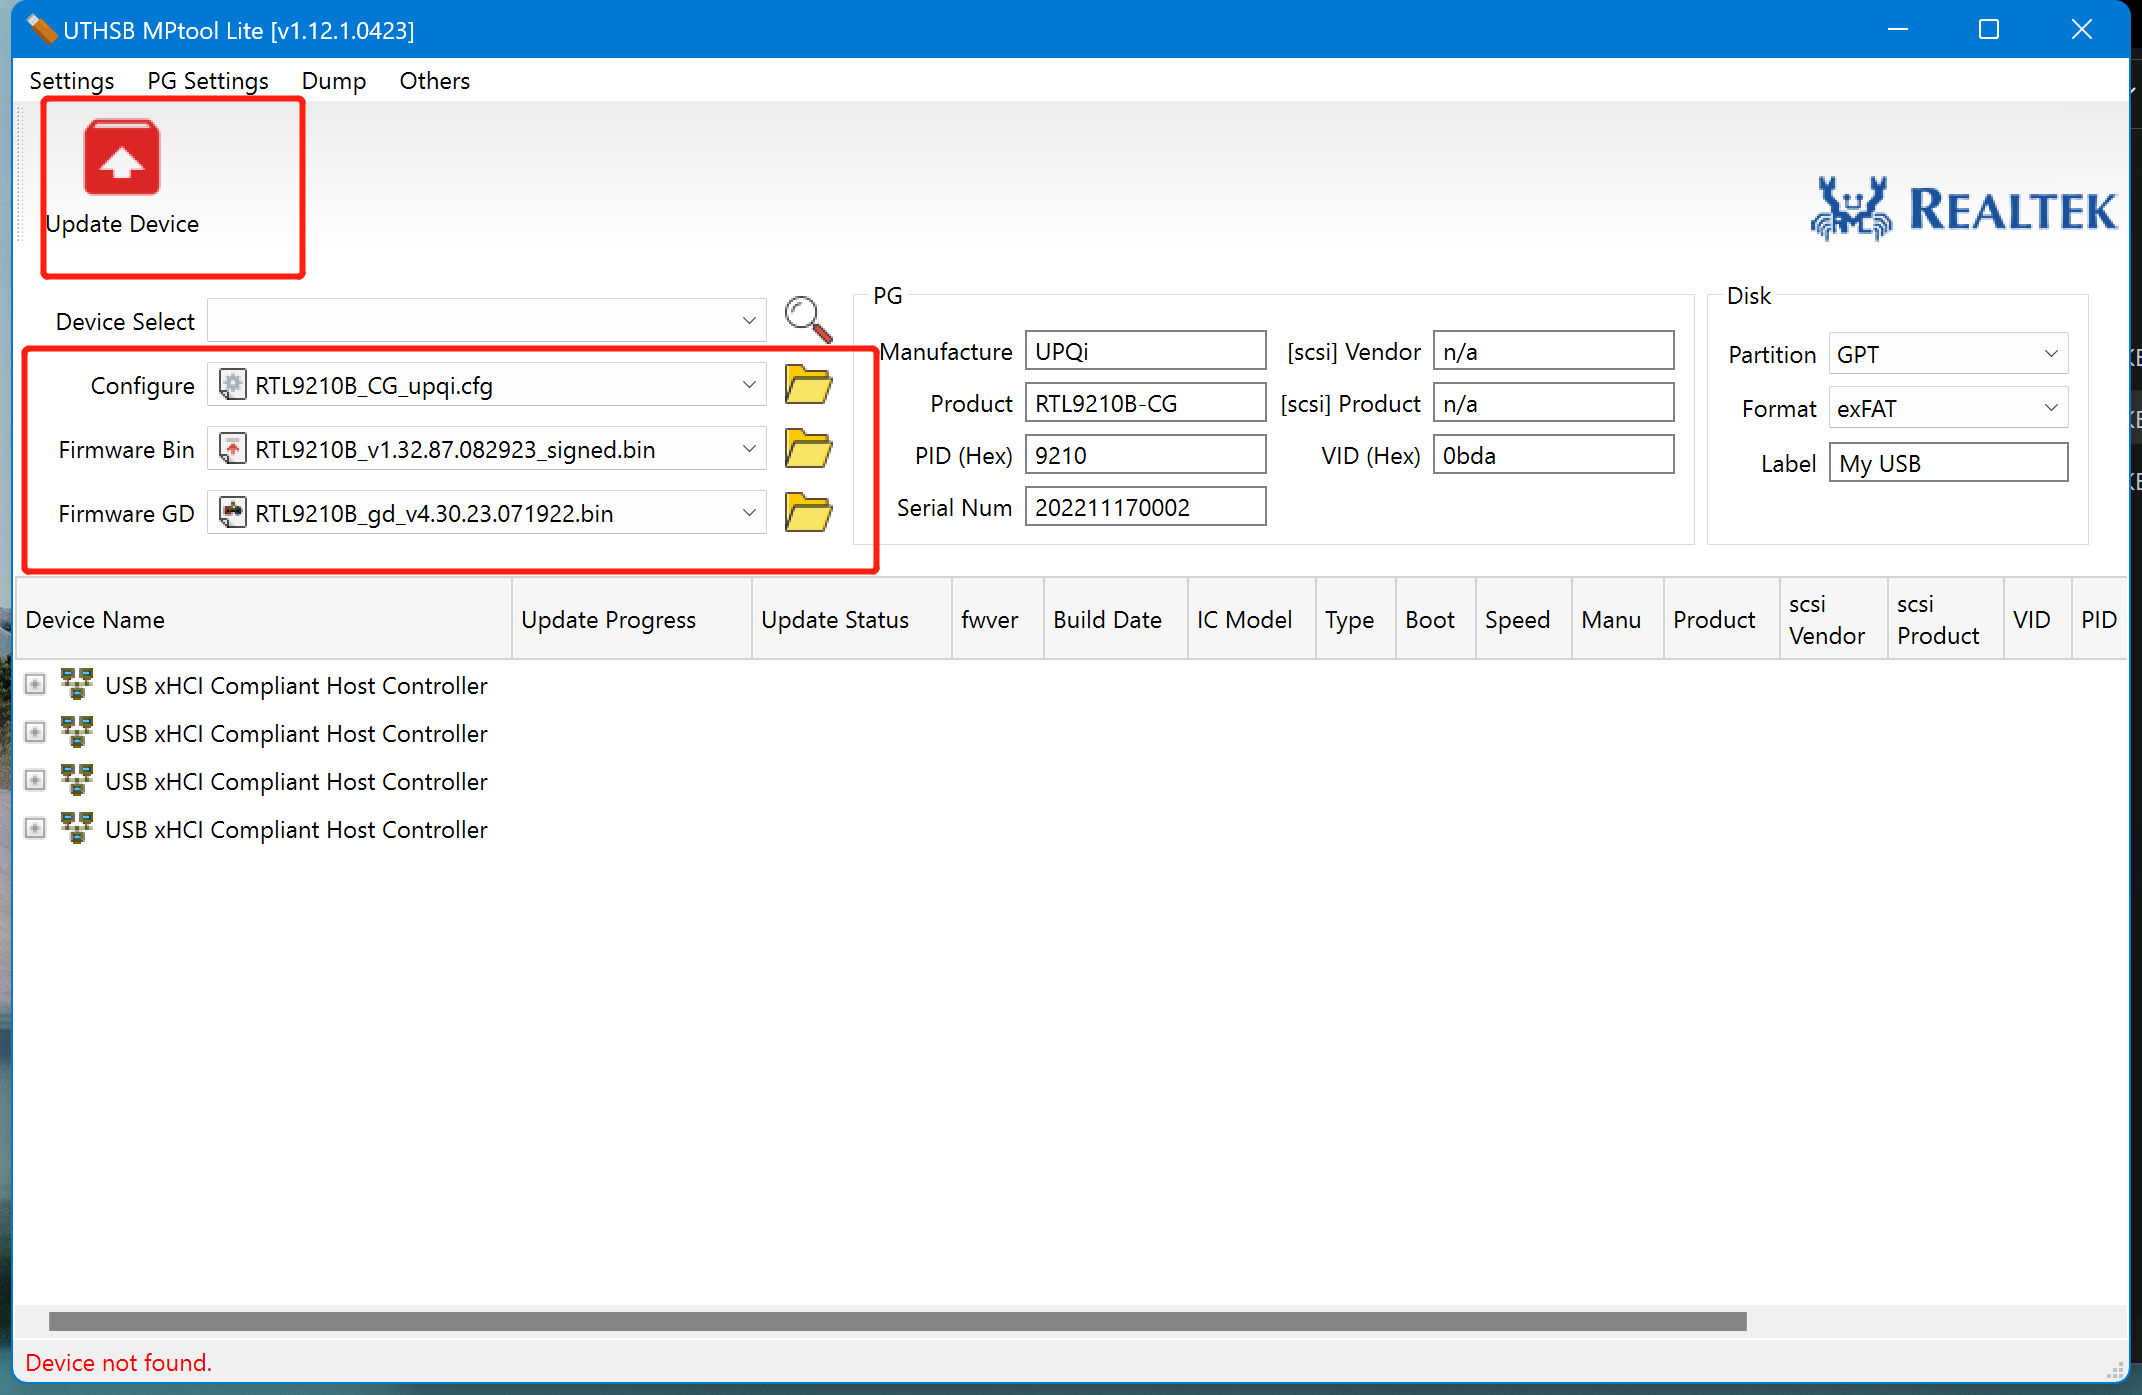 UTHSB MPtool Lite [v1.12.1.0423]
Settings PG Settings Dump Others
Update Device
REALTEK
Device Select
Configure RTL9210B_CG_upqi.cfg
Firmware Bin RTL9210B_v1.32.87.082923_signed.bin
Firmware GD RTL9210B_gd_v4.30.23.071922.bin
PG
Manufacture UPQi [scsi] Vendor n/a
Product RTL9210B-CG [scsi] Product n/a
PID (Hex) 9210 VID (Hex) 0bda
Serial Num 202211170002
Disk
Partition GPT
Format exFAT
Label My USB
Device Name Update Progress Update Status fwver Build Date IC Model Type Boot Speed Manu Product scsi Vendor scsi Product VID PID
USB xHCI Compliant Host Controller
USB xHCI Compliant Host Controller
USB xHCI Compliant Host Controller
USB xHCI Compliant Host Controller
Device not found.